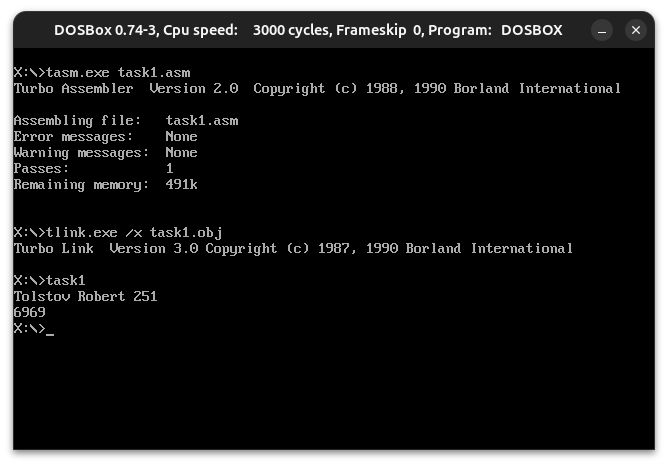 DOSBox 0.74-3, Cpu speed:    3000 cycles, Frameskip  0, Program:   DOSBOX
X:\>tasm.exe task1.asm
Turbo Assembler  Version 2.0  Copyright (c) 1988, 1990 Borland International
Assembling file:   task1.asm
Error messages:    None
Warning messages:  None
Passes:            1
Remaining memory:  491k
X:\>tlink.exe /x task1.obj
Turbo Link  Version 3.0 Copyright (c) 1987, 1990 Borland International
X:\>task1
Tolstov Robert 251
6969
X:\>_